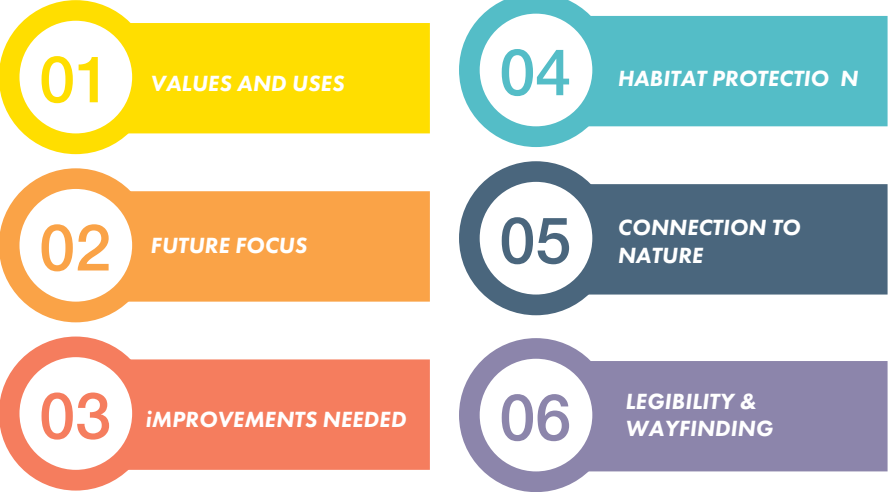 01
VALUES AND USES
02
FUTURE FOCUS
03
iMPROVEMENTS NEEDED
04
HABITAT PROTECTIO N
05
CONNECTION TO
NATURE
06
LEGIBILITY &
WAYFINDING